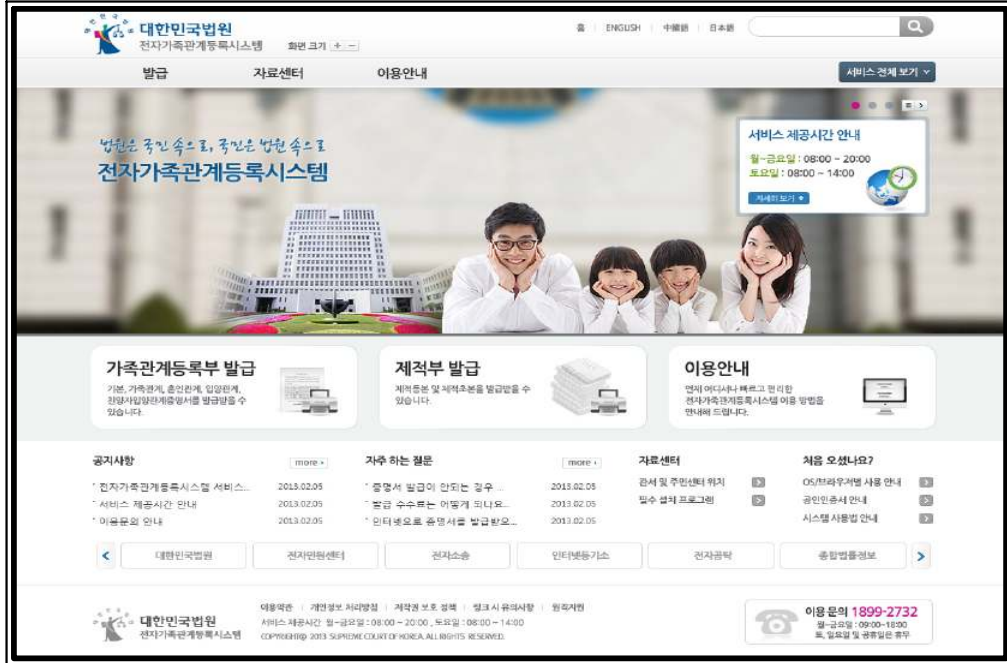 대한민국법원
전자가족관계등록시스템
화면 크기 + -
홈 ENGLISH 中國語 日本語
발급 자료센터 이용안내
서비스 전체 보기
법원은 국민 속으로, 국민은 법원 속으로
전자가족관계등록시스템
서비스 제공시간 안내
월~금요일 : 08:00 ~ 20:00
토요일 : 08:00 ~ 14:00
자세히 보기
가족관계등록부 발급
기본, 가족관계, 혼인관계, 입양관계,
친양자입양관계증명서를 발급받을 수
있습니다.
제적부 발급
제적등본 및 제적초본을 발급받을 수
있습니다.
이용안내
언제 어디서나 빠르고 편리한
전자가족관계등록시스템 이용 방법을
안내해 드립니다.
공지사항 more
전자가족관계등록시스템 서비스... 2013.02.05
서비스 제공시간 안내 2013.02.05
이용문의 안내 2013.02.05
자주 하는 질문 more
증명서 발급이 안되는 경우 ... 2013.02.05
발급 수수료는 어떻게 되나요... 2013.02.05
인터넷으로 증명서를 발급받으... 2013.02.05
자료센터
관서 및 주민센터 위치
필수 설치 프로그램
처음 오셨나요?
OS/브라우저별 사용 안내
공인인증서 안내
시스템 사용법 안내
대한민국법원 전자민원센터 전자소송 인터넷등기소 전자공탁 종합법률정보
대한민국법원
전자가족관계등록시스템
이용약관 개인정보 처리방침 저작권 보호 정책 링크 시 유의사항 원격지원
서비스 제공시간 월~금요일 : 08:00 ~ 20:00 , 토요일 : 08:00 ~ 14:00
COPYRIGHT@ 2013 SUPREME COURT OF KOREA. ALL RIGHTS RESERVED.
이용 문의 1899-2732
월~금요일 : 09:00~18:00
토, 일요일 및 공휴일은 휴무